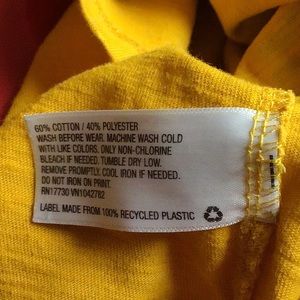 60% COTTON / 40% POLYESTER
WASH BEFORE WEAR. MACHINE WASH COLD
WITH LIKE COLORS. ONLY NON-CHLORINE
BLEACH IF NEEDED. TUMBLE DRY LOW.
REMOVE PROMPTLY. COOL IRON IF NEEDED.
DO NOT IRON ON PRINT.
RN17730 VN1042782
LABEL MADE FROM 100% RECYCLED PLASTIC